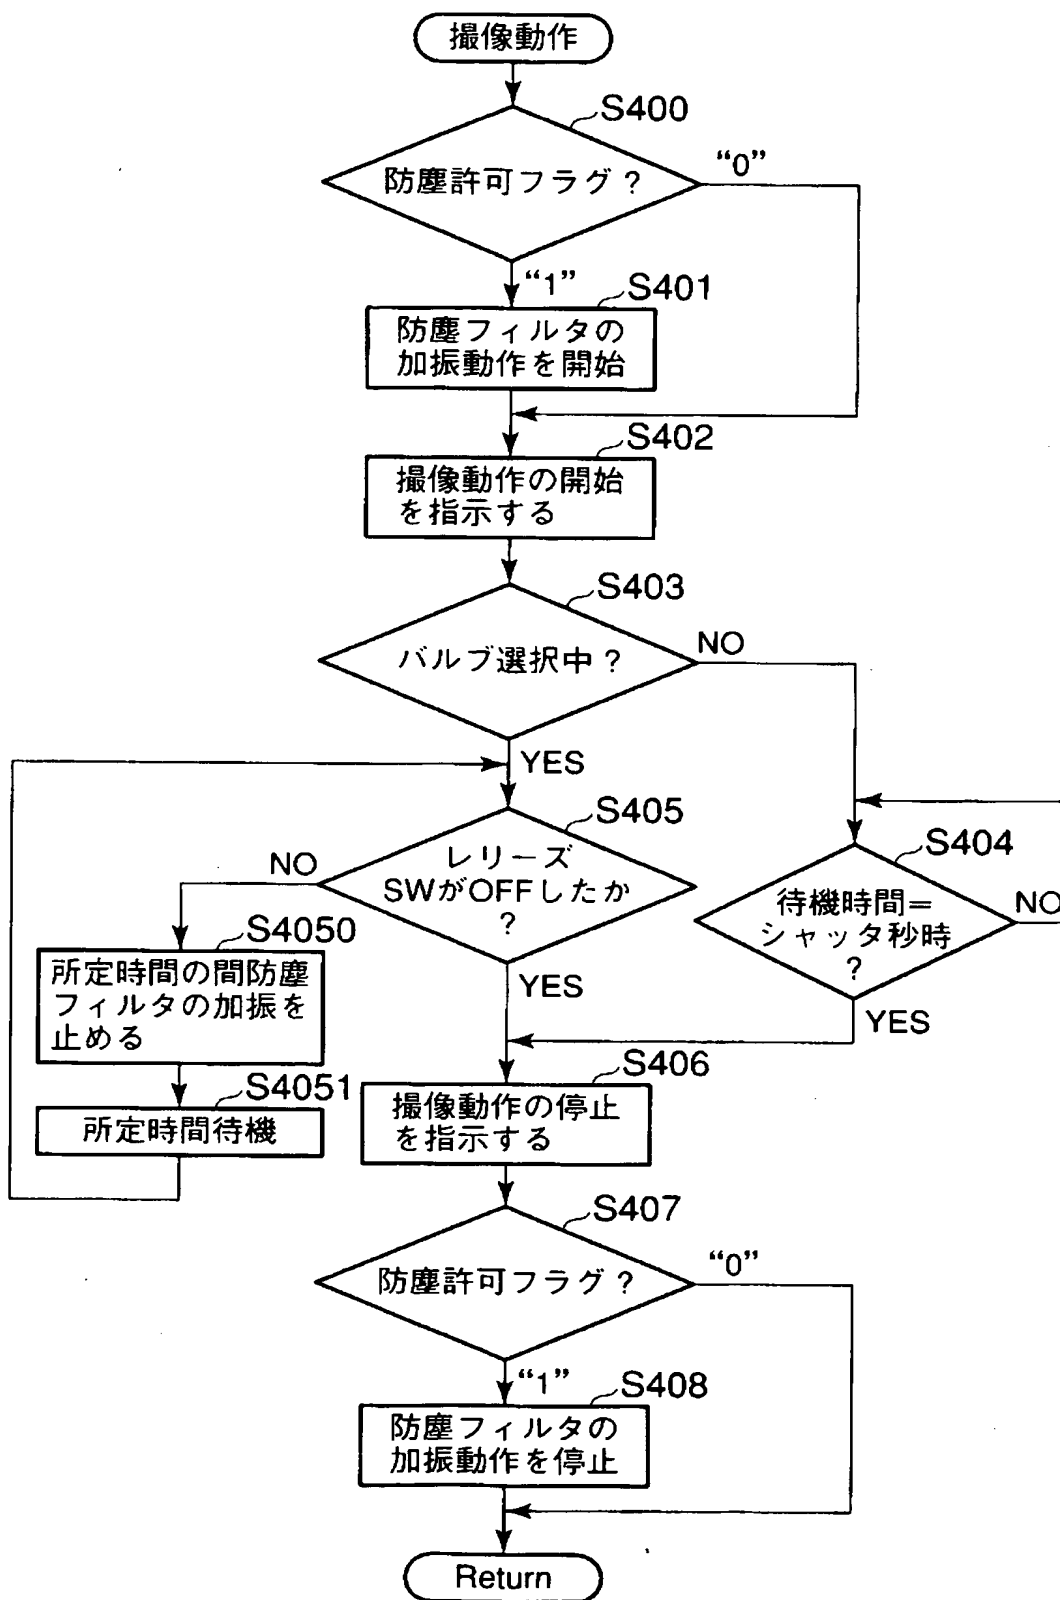 撮像動作
S400
防塵許可フラグ？
“0”
“1”
S401
防塵フィルタの
加振動作を開始
S402
撮像動作の開始
を指示する
S403
バルブ選択中？
NO
YES
S405
レリーズ
SWがOFFしたか
？
NO
YES
S404
待機時間＝
シャッタ秒時
？
NO
YES
S4050
所定時間の間防塵
フィルタの加振を
止める
S4051
所定時間待機
S406
撮像動作の停止
を指示する
S407
防塵許可フラグ？
“0”
“1”
S408
防塵フィルタの
加振動作を停止
Return